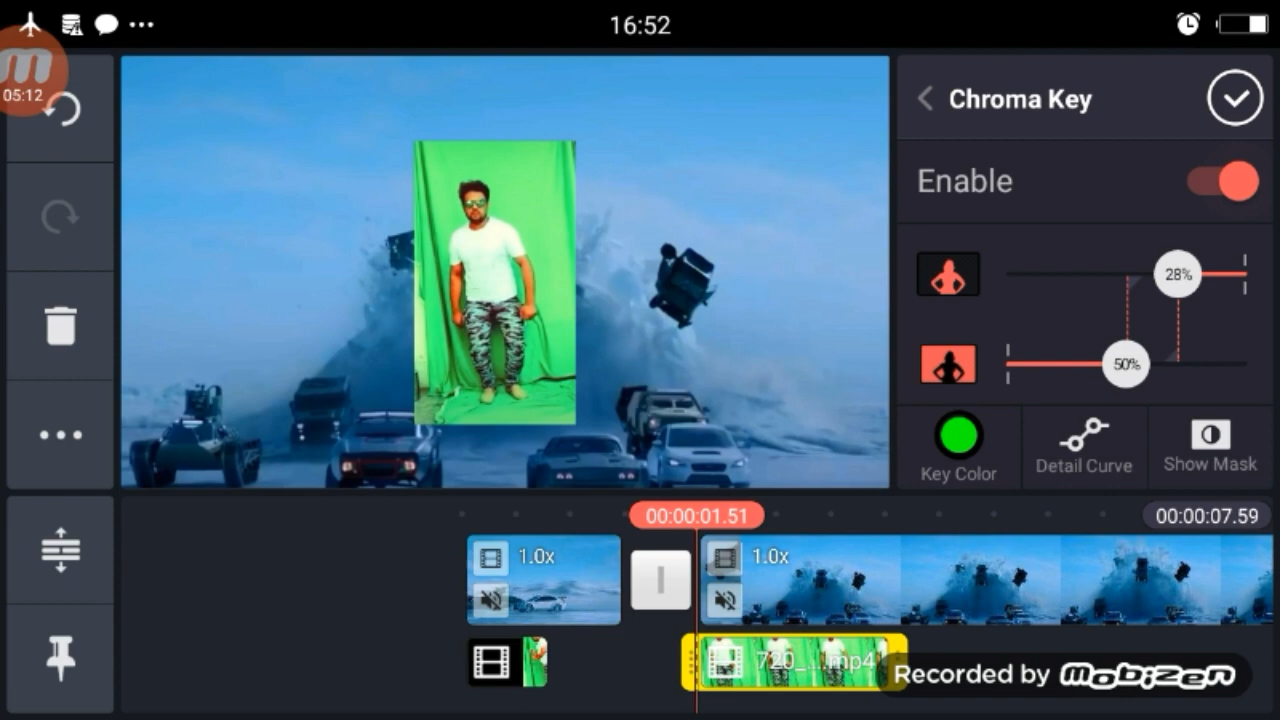 16:52
m
05:12
Chroma Key
Enable
28%
50%
Key Color
Detail Curve
Show Mask
00:00:01.51
00:00:07.59
1.0x
1.0x
720_...mp4
Recorded by mobizen